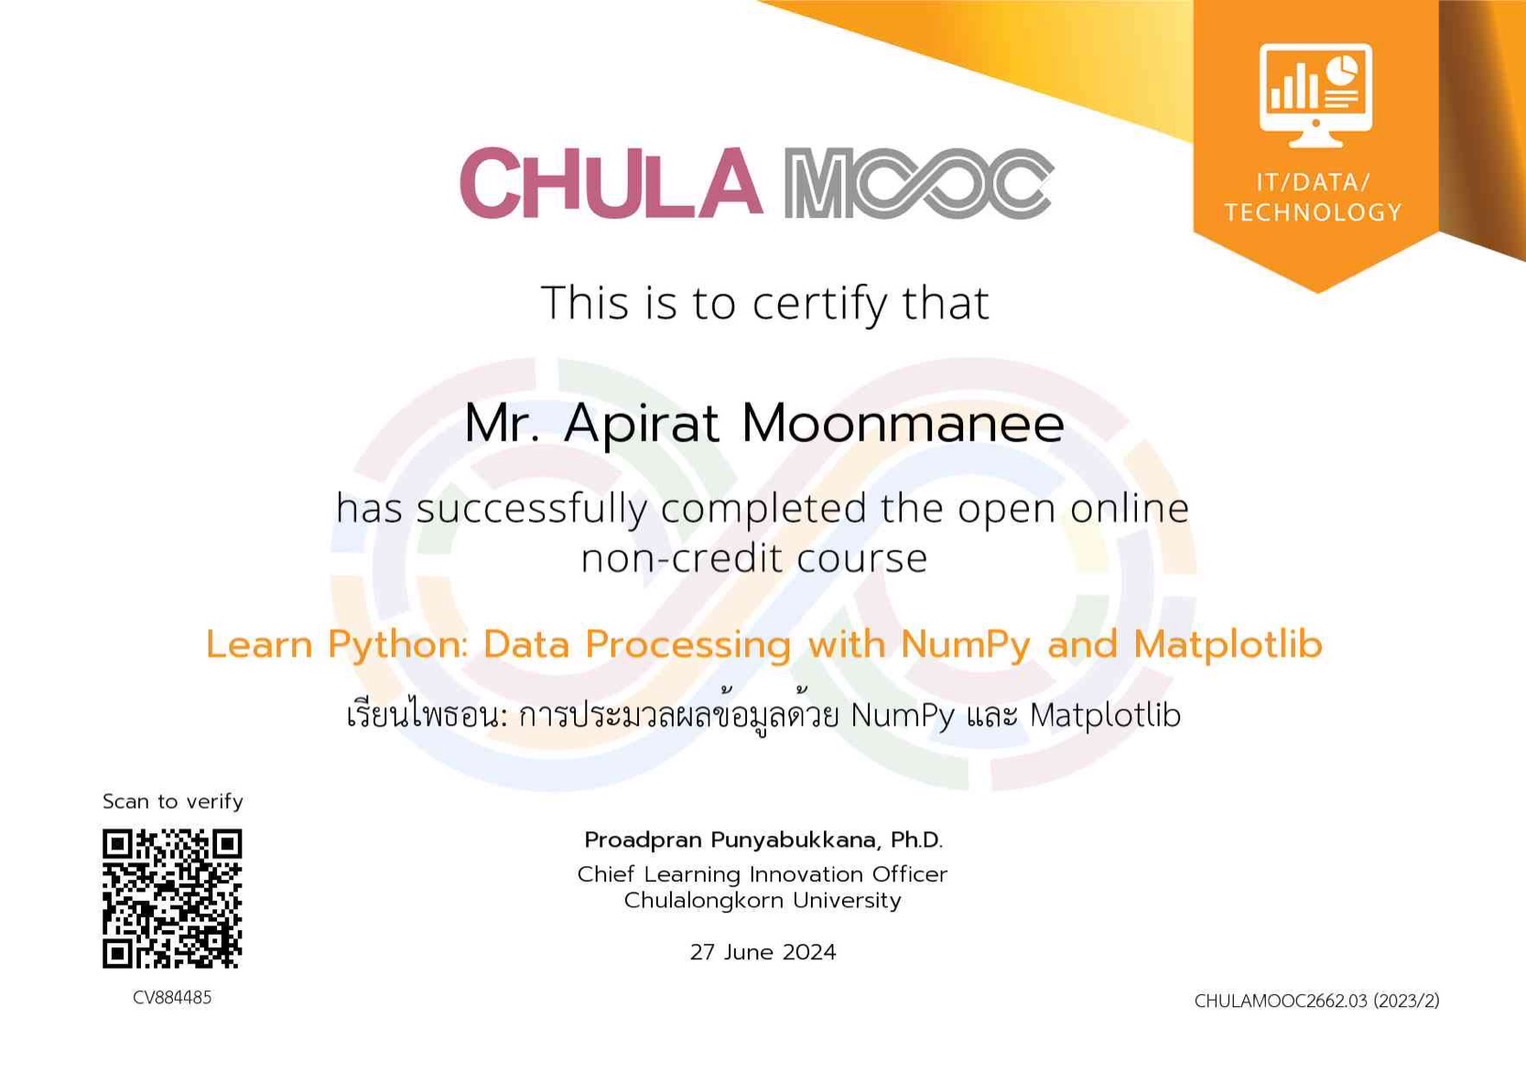 IT/DATA/
TECHNOLOGY
CHULA MOOC
This is to certify that
Mr. Apirat Moonmanee
has successfully completed the open online
non-credit course
Learn Python: Data Processing with NumPy and Matplotlib
เรียนไพธอน: การประมวลผลข้อมูลด้วย NumPy และ Matplotlib
Scan to verify
CV884485
Proadpran Punyabukkana, Ph.D.
Chief Learning Innovation Officer
Chulalongkorn University
27 June 2024
CHULAMOOC2662.03 (2023/2)